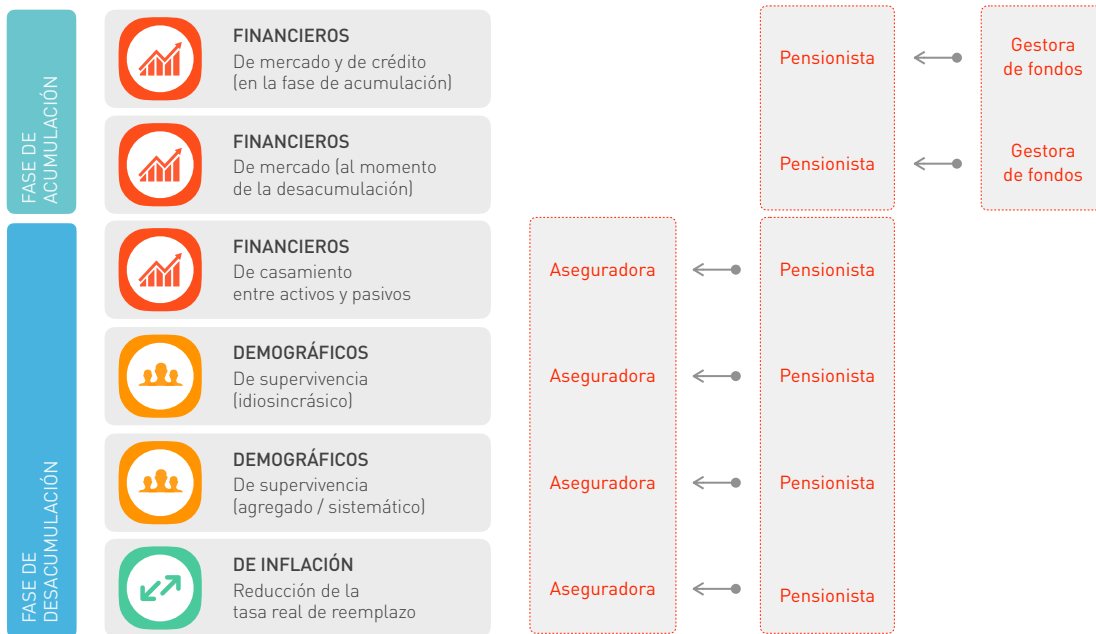 FASE DE
ACUMULACIÓN
FINANCIEROS
De mercado y de crédito
(en la fase de acumulación)
Pensionista
Gestora
de fondos
FINANCIEROS
De mercado (al momento
de la desacumulación)
Pensionista
Gestora
de fondos
FASE DE
DESACUMULACIÓN
FINANCIEROS
De casamiento
entre activos y pasivos
Aseguradora
Pensionista
DEMOGRÁFICOS
De supervivencia
(idiosincrásico)
Aseguradora
Pensionista
DEMOGRÁFICOS
De supervivencia
(agregado / sistemático)
Aseguradora
Pensionista
DE INFLACIÓN
Reducción de la
tasa real de reemplazo
Aseguradora
Pensionista